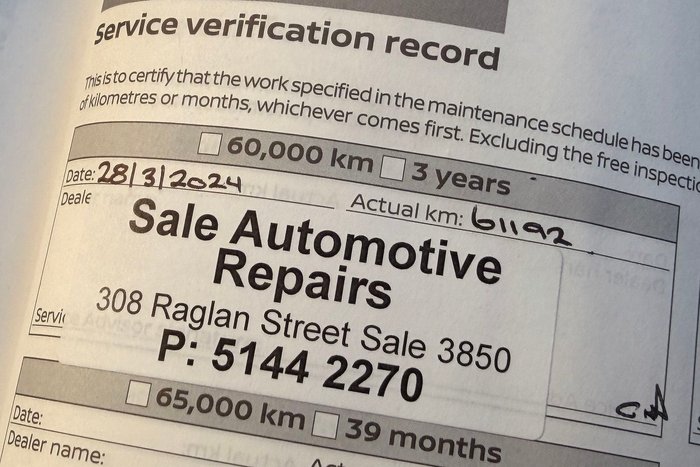 Service verification record
This is to certify that the work specified in the maintenance schedule has been
of kilometres or months, whichever comes first. Excluding the free inspecti
60,000 km 3 years
Date: 28/3/2024 Actual km: 61192
Deale
Sale Automotive
Repairs
308 Raglan Street Sale 3850
Servi
P: 5144 2270
65,000 km 39 months
Date:
Dealer name: